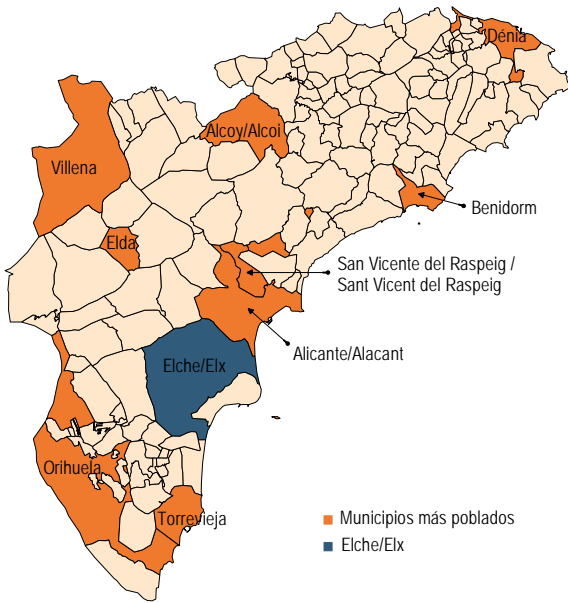 Dénia
Alcoy/Alcoi
Villena
Benidorm
Elda
San Vicente del Raspeig /
Sant Vicent del Raspeig
Alicante/Alacant
Elche/Elx
Orihuela
Torrevieja
Municipios más poblados
Elche/Elx